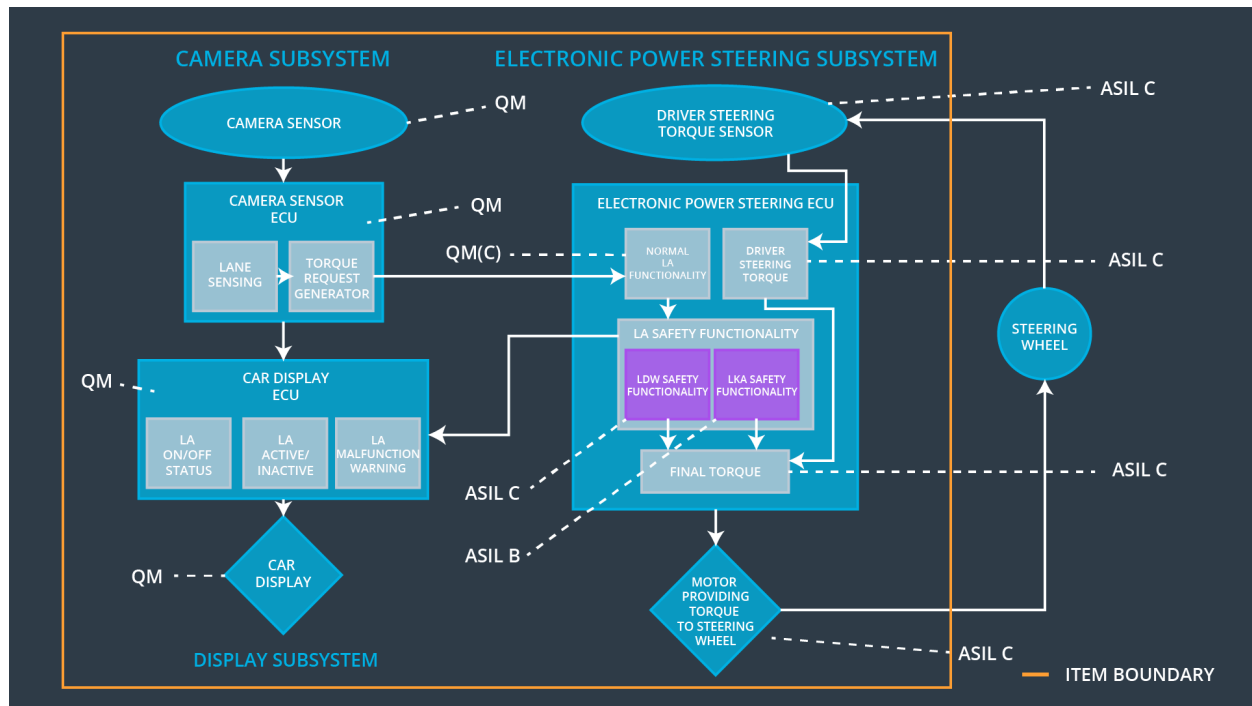 CAMERA SUBSYSTEM
ELECTRONIC POWER STEERING SUBSYSTEM
CAMERA SENSOR
QM
DRIVER STEERING
TORQUE SENSOR
ASIL C
CAMERA SENSOR
ECU
QM
LANE
SENSING
TORQUE
REQUEST
GENERATOR
QM(C)
ELECTRONIC POWER STEERING ECU
NORMAL
LA
FUNCTIONALITY
DRIVER
STEERING
TORQUE
ASIL C
LA SAFETY FUNCTIONALITY
LDW SAFETY
FUNCTIONALITY
LKA SAFETY
FUNCTIONALITY
STEERING
WHEEL
QM
CAR DISPLAY
ECU
LA
ON/OFF
STATUS
LA
ACTIVE/
INACTIVE
LA
MALFUNCTION
WARNING
FINAL TORQUE
ASIL C
ASIL C
ASIL B
QM
CAR
DISPLAY
MOTOR
PROVIDING
TORQUE
TO STEERING
WHEEL
ASIL C
DISPLAY SUBSYSTEM
ITEM BOUNDARY